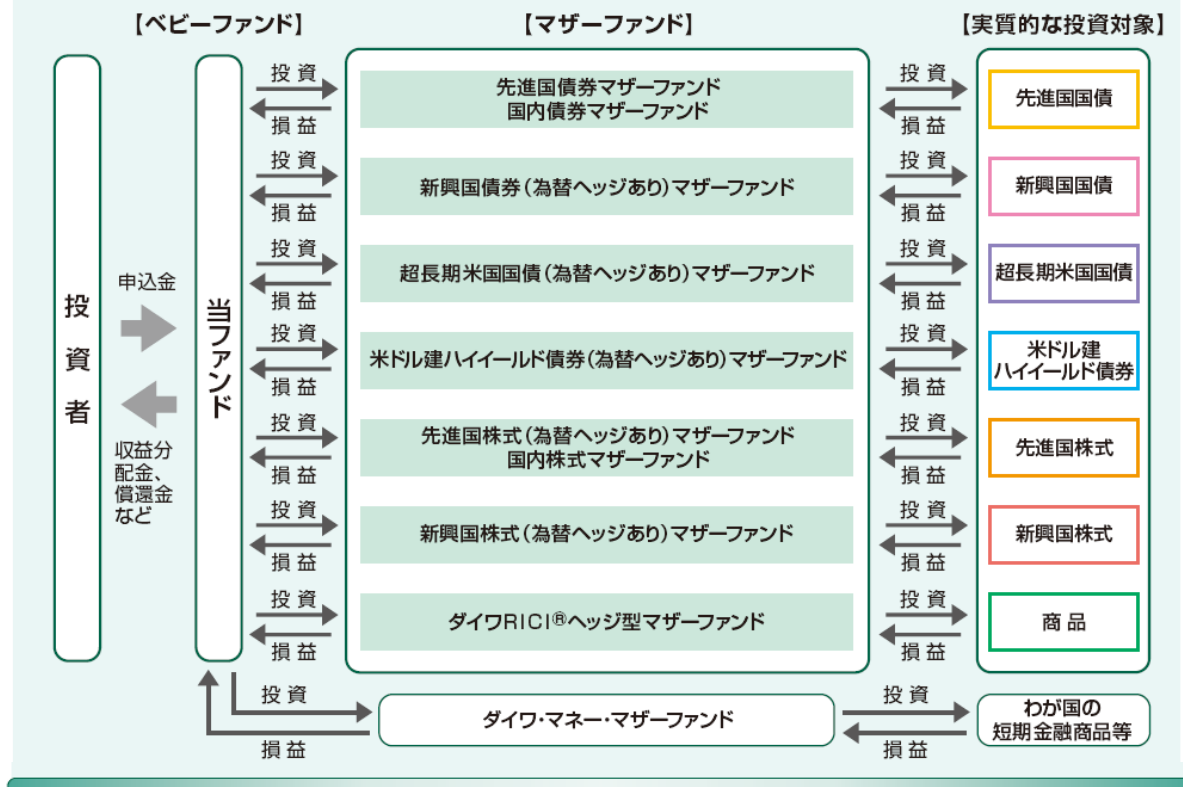 【ベビーファンド】
【マザーファンド】
【実質的な投資対象】
投資者
申込金
収益分
配金、
償還金
など
当ファンド
投資
損益
先進国債券マザーファンド
国内債券マザーファンド
投資
損益
先進国国債
投資
損益
新興国債券(為替ヘッジあり)マザーファンド
投資
損益
新興国国債
投資
損益
超長期米国国債(為替ヘッジあり)マザーファンド
投資
損益
超長期米国国債
投資
損益
米ドル建ハイイールド債券(為替ヘッジあり)マザーファンド
投資
損益
米ドル建
ハイイールド債券
投資
損益
先進国株式(為替ヘッジあり)マザーファンド
国内株式マザーファンド
投資
損益
先進国株式
投資
損益
新興国株式(為替ヘッジあり)マザーファンド
投資
損益
新興国株式
投資
損益
ダイワRICI®ヘッジ型マザーファンド
投資
損益
商品
投資
損益
ダイワ・マネー・マザーファンド
投資
損益
わが国の
短期金融商品等